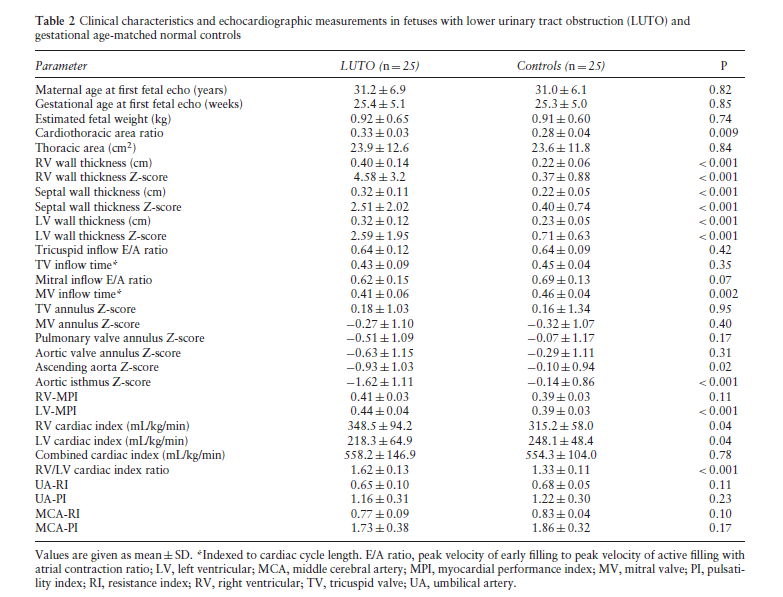 Table 2 Clinical characteristics and echocardiographic measurements in fetuses with lower urinary tract obstruction (LUTO) and
gestational age-matched normal controls
Parameter LUTO (n = 25) Controls (n = 25) P
Maternal age at first fetal echo (years) 31.2 ± 6.9 31.0 ± 6.1 0.82
Gestational age at first fetal echo (weeks) 25.4 ± 5.1 25.3 ± 5.0 0.85
Estimated fetal weight (kg) 0.92 ± 0.65 0.91 ± 0.60 0.74
Cardiothoracic area ratio 0.33 ± 0.03 0.28 ± 0.04 0.009
Thoracic area (cm²) 23.9 ± 12.6 23.6 ± 11.8 0.84
RV wall thickness (cm) 0.40 ± 0.14 0.22 ± 0.06 < 0.001
RV wall thickness Z-score 4.58 ± 3.2 0.37 ± 0.88 < 0.001
Septal wall thickness (cm) 0.32 ± 0.11 0.22 ± 0.05 < 0.001
Septal wall thickness Z-score 2.51 ± 2.02 0.40 ± 0.74 < 0.001
LV wall thickness (cm) 0.32 ± 0.12 0.23 ± 0.05 < 0.001
LV wall thickness Z-score 2.59 ± 1.95 0.71 ± 0.63 < 0.001
Tricuspid inflow E/A ratio 0.64 ± 0.12 0.64 ± 0.09 0.42
TV inflow time* 0.43 ± 0.09 0.45 ± 0.04 0.35
Mitral inflow E/A ratio 0.62 ± 0.15 0.69 ± 0.13 0.07
MV inflow time* 0.41 ± 0.06 0.46 ± 0.04 0.002
TV annulus Z-score 0.18 ± 1.03 0.16 ± 1.34 0.95
MV annulus Z-score −0.27 ± 1.10 −0.32 ± 1.07 0.40
Pulmonary valve annulus Z-score −0.51 ± 1.09 −0.07 ± 1.17 0.17
Aortic valve annulus Z-score −0.63 ± 1.15 −0.29 ± 1.11 0.31
Ascending aorta Z-score −0.93 ± 1.03 −0.10 ± 0.94 0.02
Aortic isthmus Z-score −1.62 ± 1.11 −0.14 ± 0.86 < 0.001
RV-MPI 0.41 ± 0.03 0.39 ± 0.03 0.11
LV-MPI 0.44 ± 0.04 0.39 ± 0.03 < 0.001
RV cardiac index (mL/kg/min) 348.5 ± 94.2 315.2 ± 58.0 0.04
LV cardiac index (mL/kg/min) 218.3 ± 64.9 248.1 ± 48.4 0.04
Combined cardiac index (mL/kg/min) 558.2 ± 146.9 554.3 ± 104.0 0.78
RV/LV cardiac index ratio 1.62 ± 0.13 1.33 ± 0.11 < 0.001
UA-RI 0.65 ± 0.10 0.68 ± 0.05 0.11
UA-PI 1.16 ± 0.31 1.22 ± 0.30 0.23
MCA-RI 0.77 ± 0.09 0.83 ± 0.04 0.10
MCA-PI 1.73 ± 0.38 1.86 ± 0.32 0.17
Values are given as mean ± SD. *Indexed to cardiac cycle length. E/A ratio, peak velocity of early filling to peak velocity of active filling with
atrial contraction ratio; LV, left ventricular; MCA, middle cerebral artery; MPI, myocardial performance index; MV, mitral valve; PI, pulsati-
lity index; RI, resistance index; RV, right ventricular; TV, tricuspid valve; UA, umbilical artery.